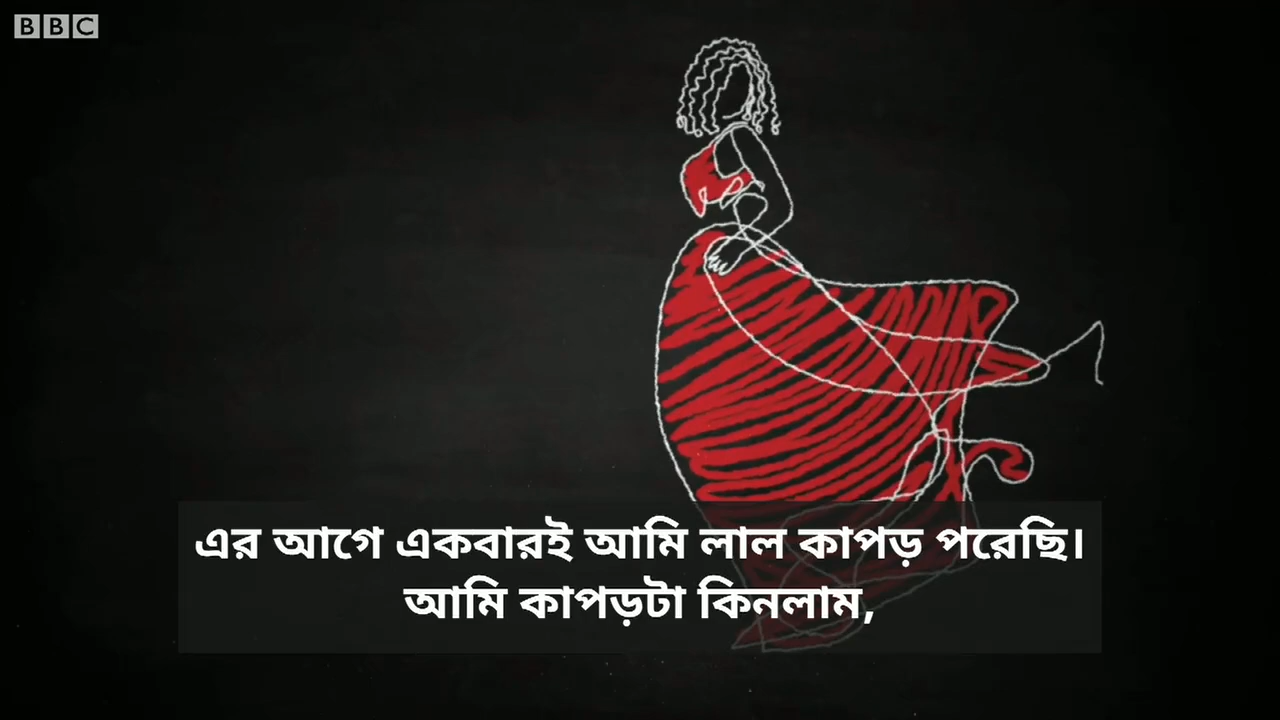 BBC
এর আগে একবারই আমি লাল কাপড় পরেছি।
আমি কাপড়টা কিনলাম,